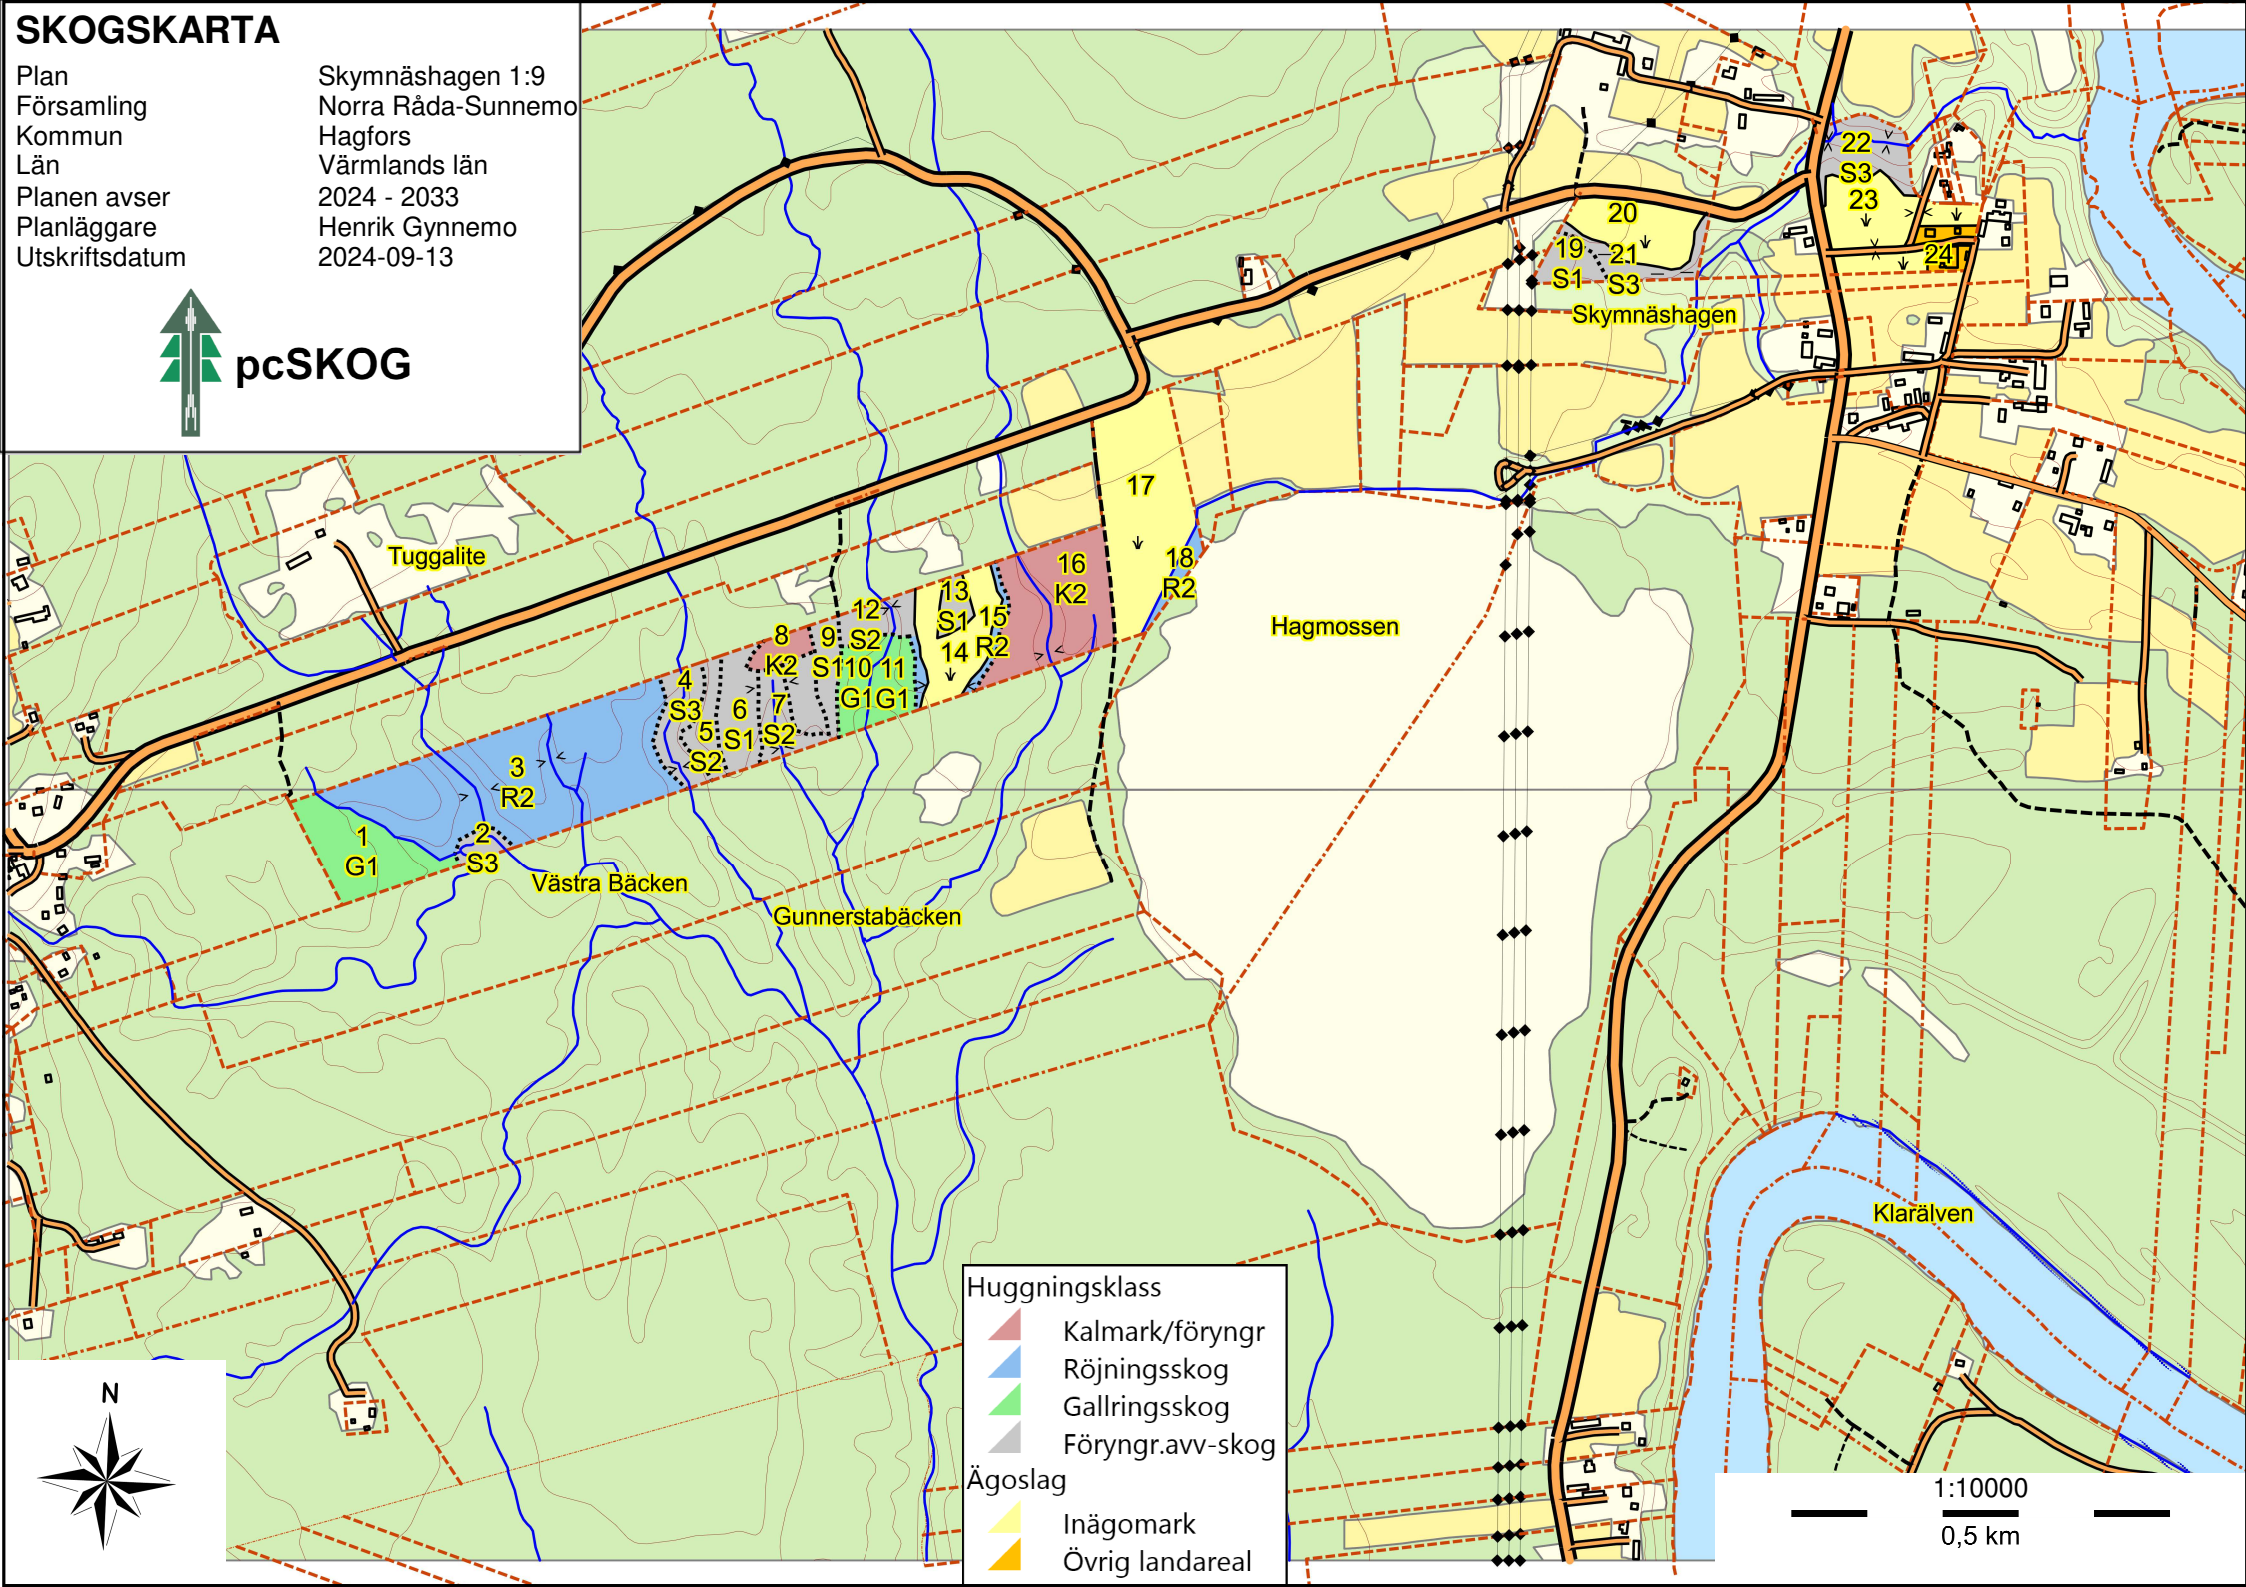 SKOGSKARTA
Plan Skymnäshagen 1:9
Församling Norra Råda-Sunnemo
Kommun Hagfors
Län Värmlands län
Planen avser 2024 - 2033
Planläggare Henrik Gynnemo
Utskriftsdatum 2024-09-13
pcSKOG
22
S3
23
20
19
S1
21
S3
24
Skymnäshagen
17
18
R2
16
K2
Tuggalite
Hagmossen
13
S1
14
15
R2
12
S2
8
K2
9
S1
10
G1
11
G1
4
S3
5
S2
6
S1
7
S2
3
R2
2
S3
1
G1
Västra Bäcken
Gunnerstabäcken
Klarälven
Huggningsklass
Kalmark/föryngr
Röjningsskog
Gallringsskog
Föryngr.avv-skog
Ägoslag
Inägomark
Övrig landareal
N
1:10000
0,5 km